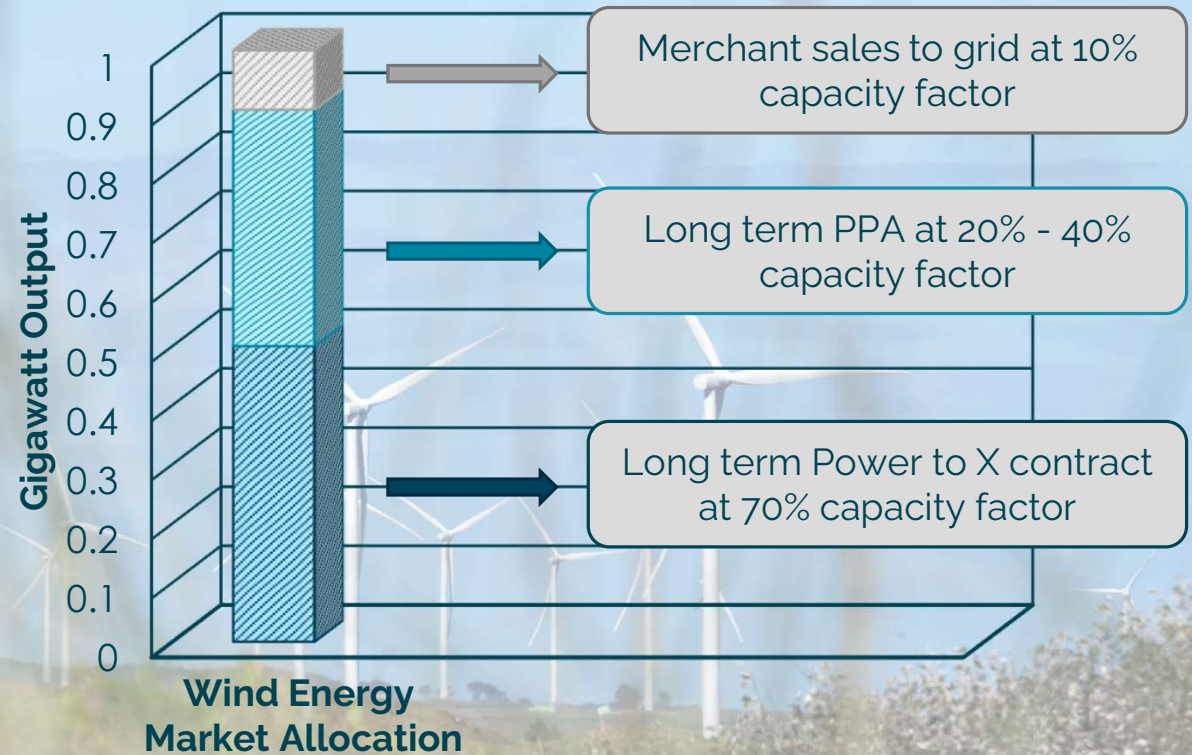 Gigawatt Output
1
0.9
0.8
0.7
0.6
0.5
0.4
0.3
0.2
0.1
0
Merchant sales to grid at 10%
capacity factor
Long term PPA at 20% - 40%
capacity factor
Long term Power to X contract
at 70% capacity factor
Wind Energy
Market Allocation